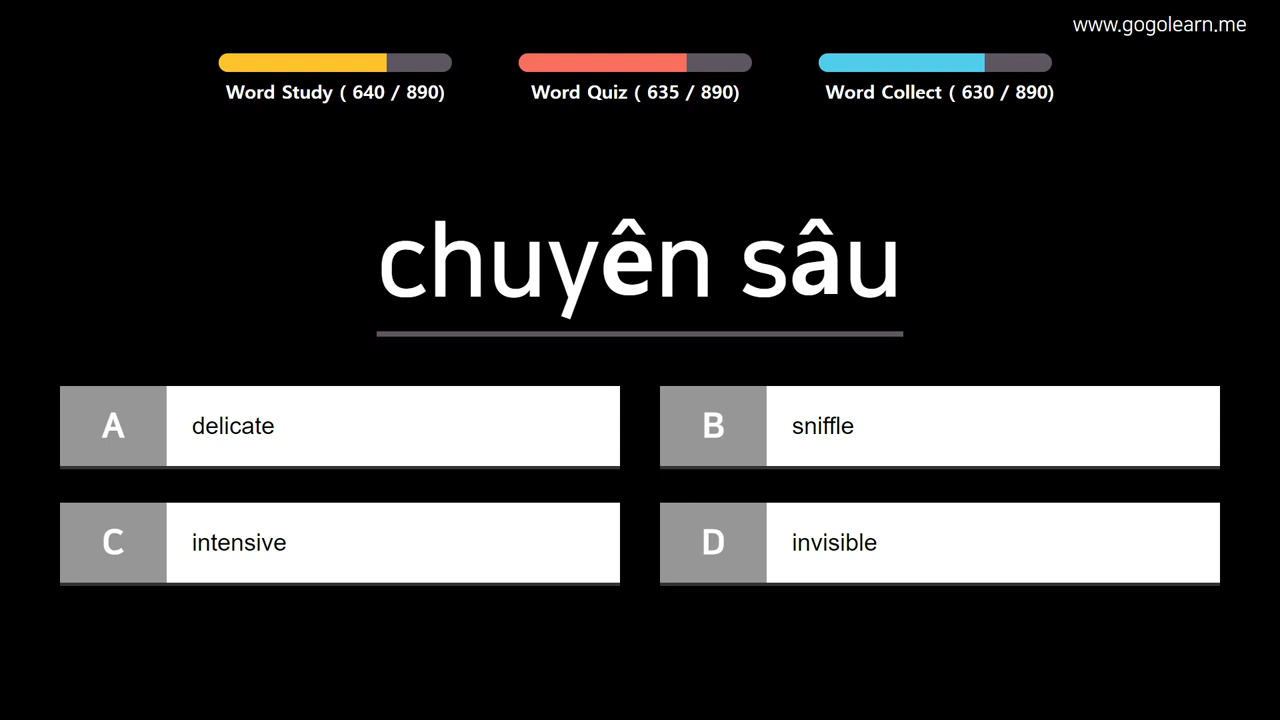 www.gogolearn.me
Word Study ( 640 / 890)
Word Quiz ( 635 / 890)
Word Collect ( 630 / 890)
chuyên sâu
A delicate
B sniffle
C intensive
D invisible